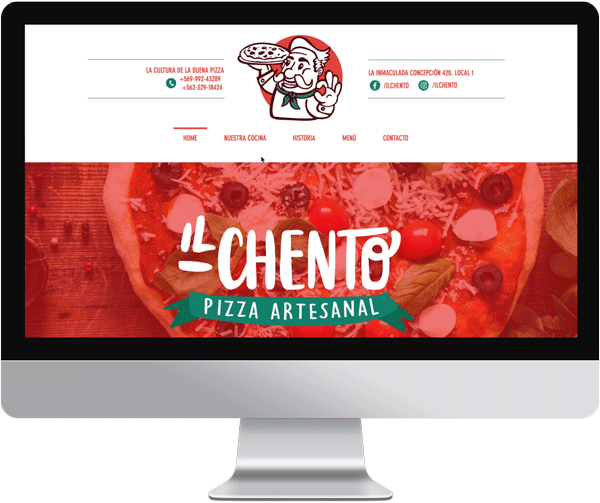 LA CULTURA DE LA BUENA PIZZA
+569-992-43289
+562-329-18424
LA INMACULADA CONCEPCIÓN 420. LOCAL 1
/ILCHENTO
/ILCHENTO
HOME
NUESTRA COCINA
HISTORIA
MENÚ
CONTACTO
IL CHENTO
PIZZA ARTESANAL